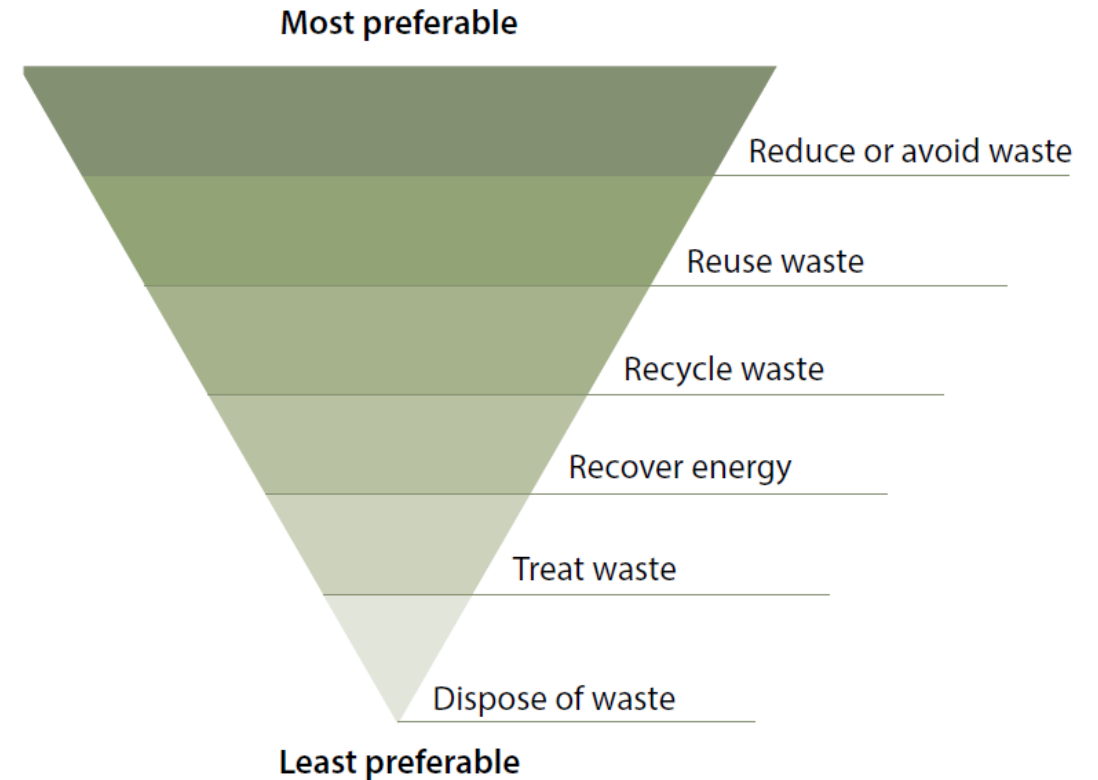 Most preferable
Reduce or avoid waste
Reuse waste
Recycle waste
Recover energy
Treat waste
Dispose of waste
Least preferable